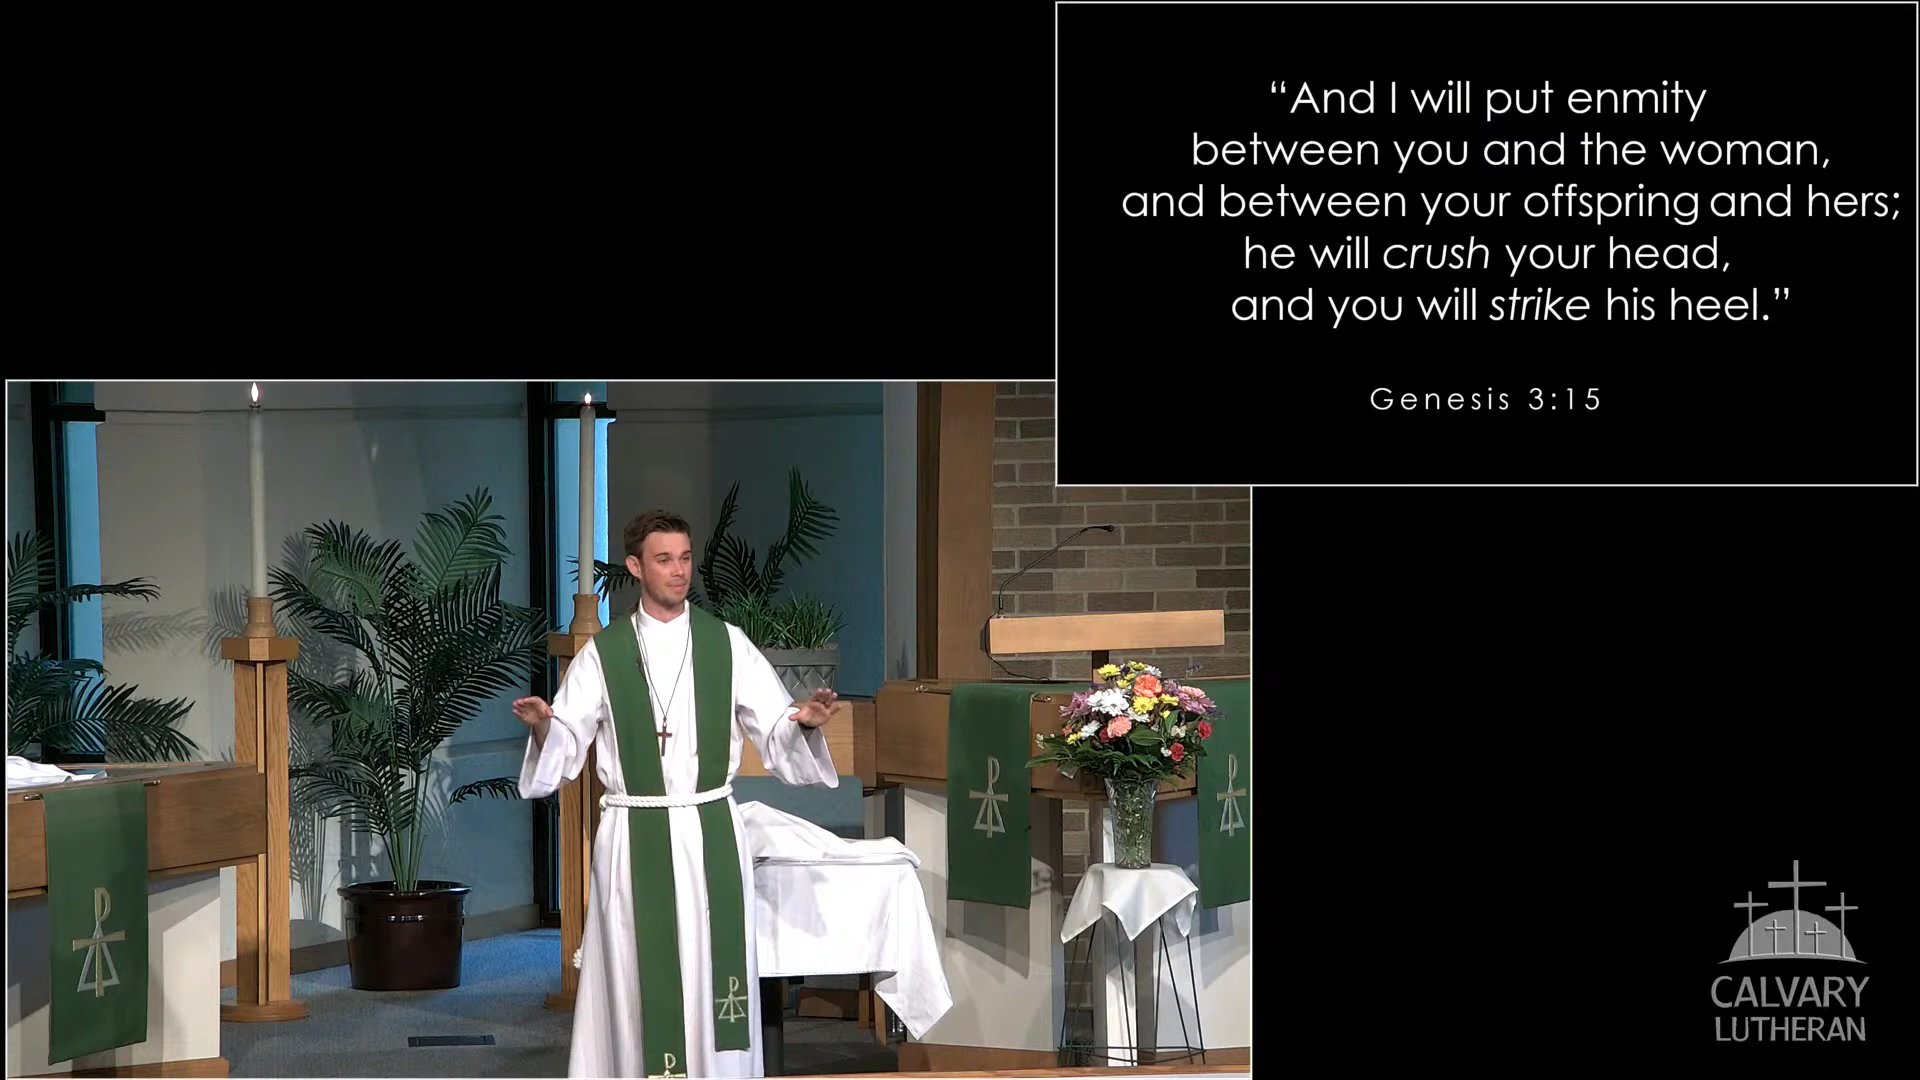 “And I will put enmity
between you and the woman,
and between your offspring and hers;
he will crush your head,
and you will strike his heel.”
Genesis 3:15
CALVARY
LUTHERAN